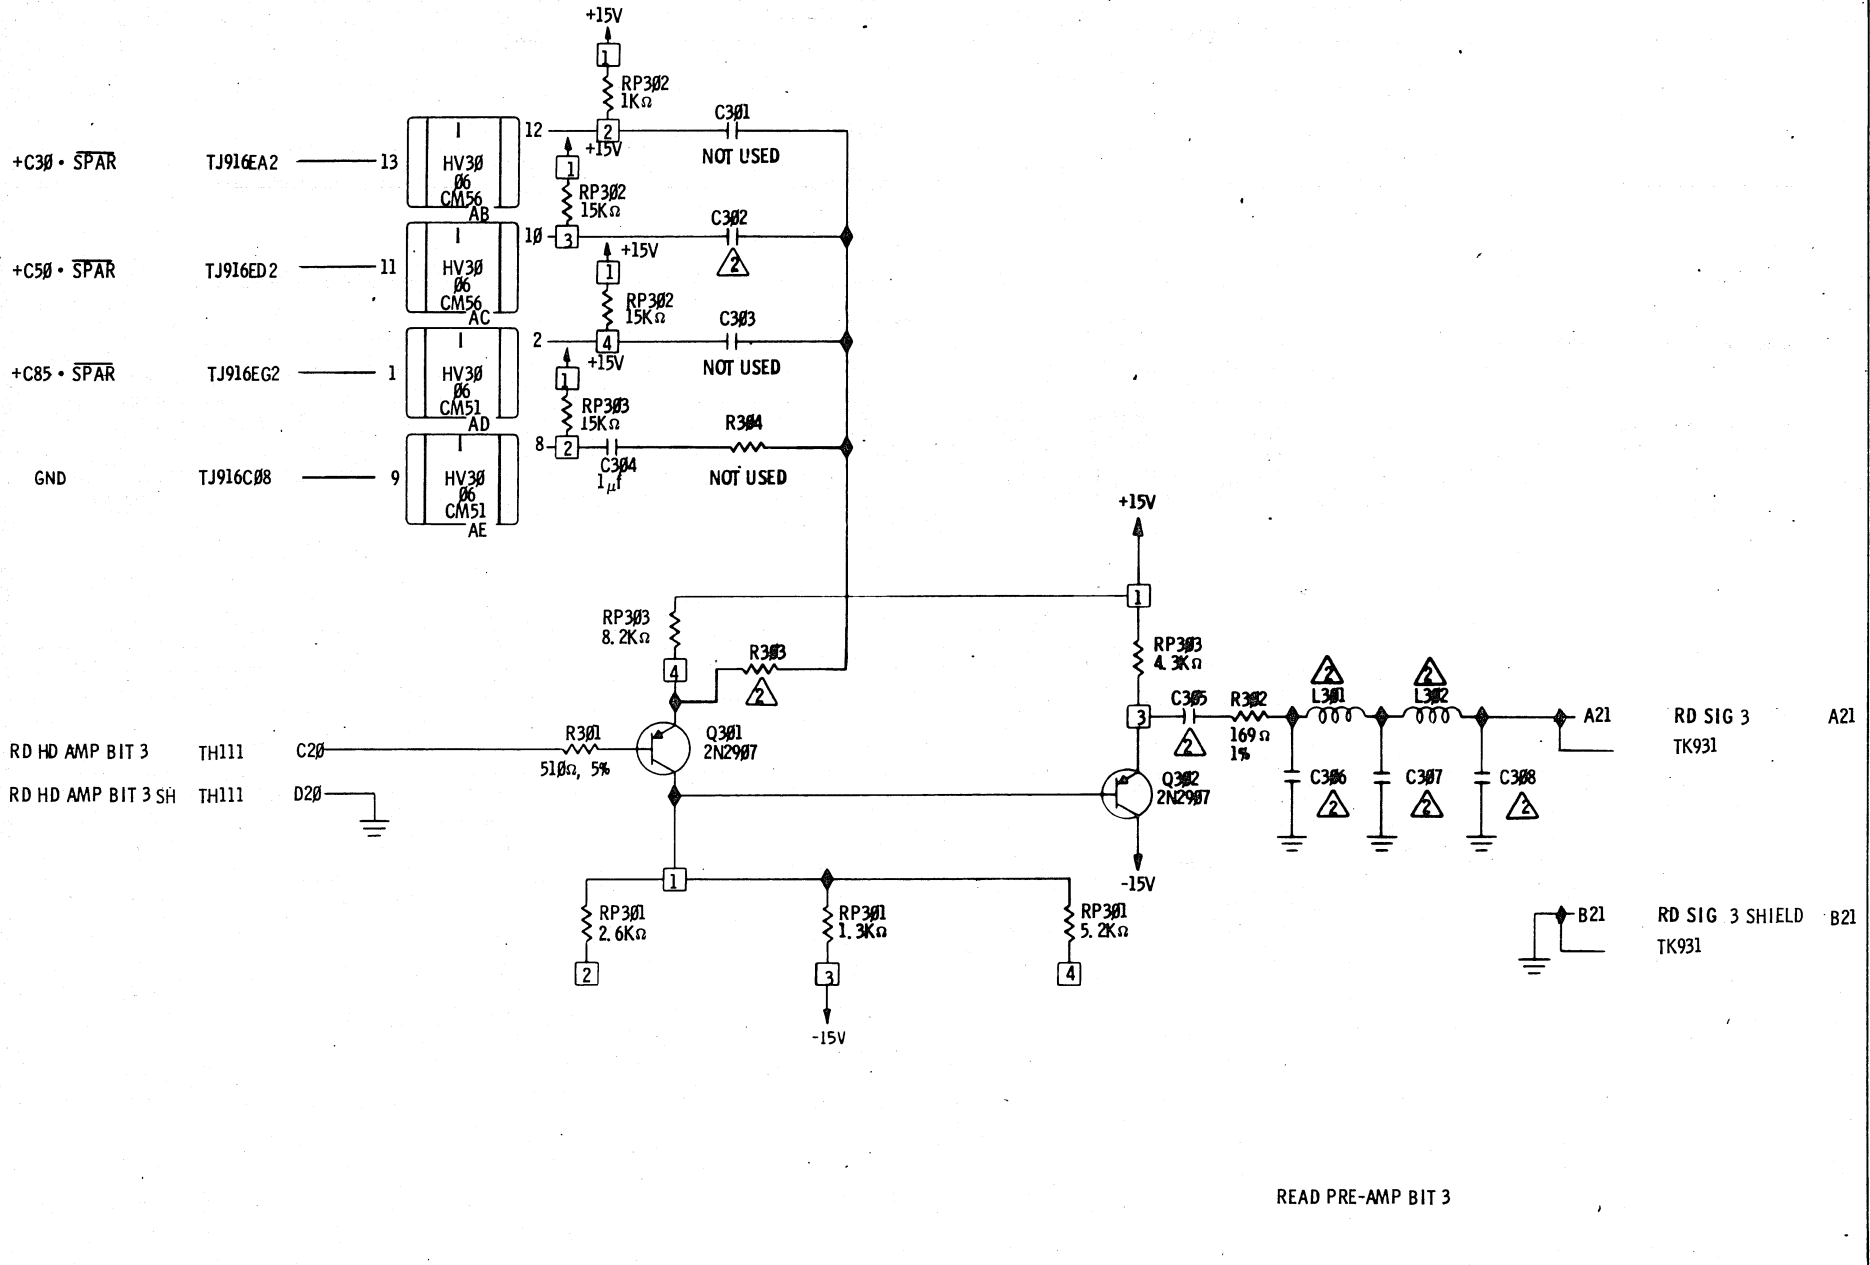 +15V
1
RP3Ø2
1KΩ
2
+15V
C3Ø1
NOT USED
12
I
HV3Ø
Ø6
CM56
AB
+C3Ø · S̅P̅A̅R̅
TJ916EA2
13
1
RP3Ø2
15KΩ
1Ø
3
C3Ø2
2
+15V
I
HV3Ø
Ø6
CM56
AC
+C5Ø · S̅P̅A̅R̅
TJ916ED2
11
1
RP3Ø2
15KΩ
2
4
+15V
C3Ø3
NOT USED
I
HV3Ø
Ø6
CM51
AD
+C85 · S̅P̅A̅R̅
TJ916EG2
1
1
RP3Ø3
15KΩ
8
2
C3Ø4
1μf
R3Ø4
NOT USED
I
HV3Ø
Ø6
CM51
AE
GND
TJ916CØ8
9
+15V
1
RP3Ø3
8.2KΩ
4
R3Ø3
2
RP3Ø3
4.3KΩ
3
C3Ø5
2
R3Ø2
169Ω
1%
2
L3Ø1
2
L3Ø2
A21
RD SIG 3
A21
TK931
RD HD AMP BIT 3
TH111
C2Ø
R3Ø1
51ØΩ, 5%
Q3Ø1
2N29Ø7
RD HD AMP BIT 3 SH
TH111
D2Ø
Q3Ø2
2N29Ø7
C3Ø6
2
C3Ø7
2
C3Ø8
2
-15V
1
RP3Ø1
2.6KΩ
2
RP3Ø1
1.3KΩ
3
-15V
RP3Ø1
5.2KΩ
4
B21
RD SIG 3 SHIELD
B21
TK931
READ PRE-AMP BIT 3